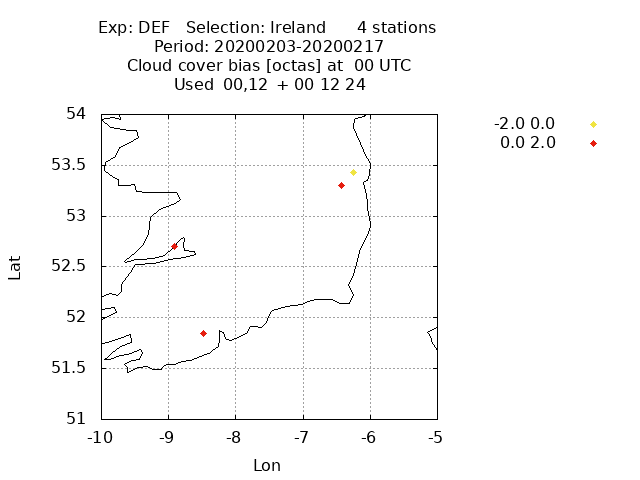 Exp: DEF   Selection: Ireland      4 stations
Period: 20200203-20200217
Cloud cover bias [octas] at  00 UTC
Used  00,12  + 00 12 24
-2.0 0.0
0.0 2.0
Lat
54
53.5
53
52.5
52
51.5
51
-10 -9 -8 -7 -6 -5
Lon